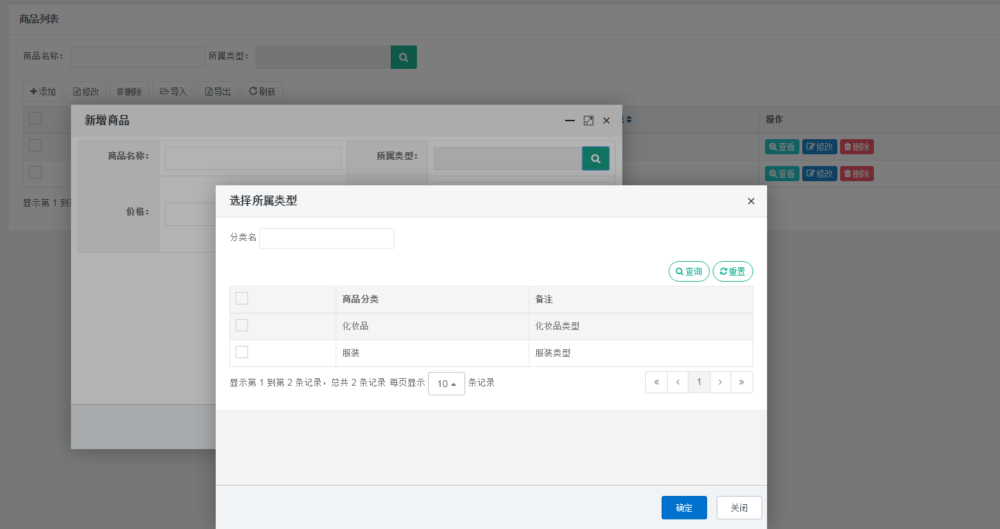 商品列表
商品名称： 所属类型：
添加 修改 删除 导入 导出 刷新
操作
新增商品
查看 修改 删除
商品名称： 所属类型：
查看 修改 删除
显示第 1 到
价格：
选择所属类型
分类名
查询 重置
商品分类 备注
化妆品 化妆品类型
服装 服装类型
显示第 1 到第 2 条记录，总共 2 条记录 每页显示 10 条记录
« ‹ 1 › »
确定 关闭